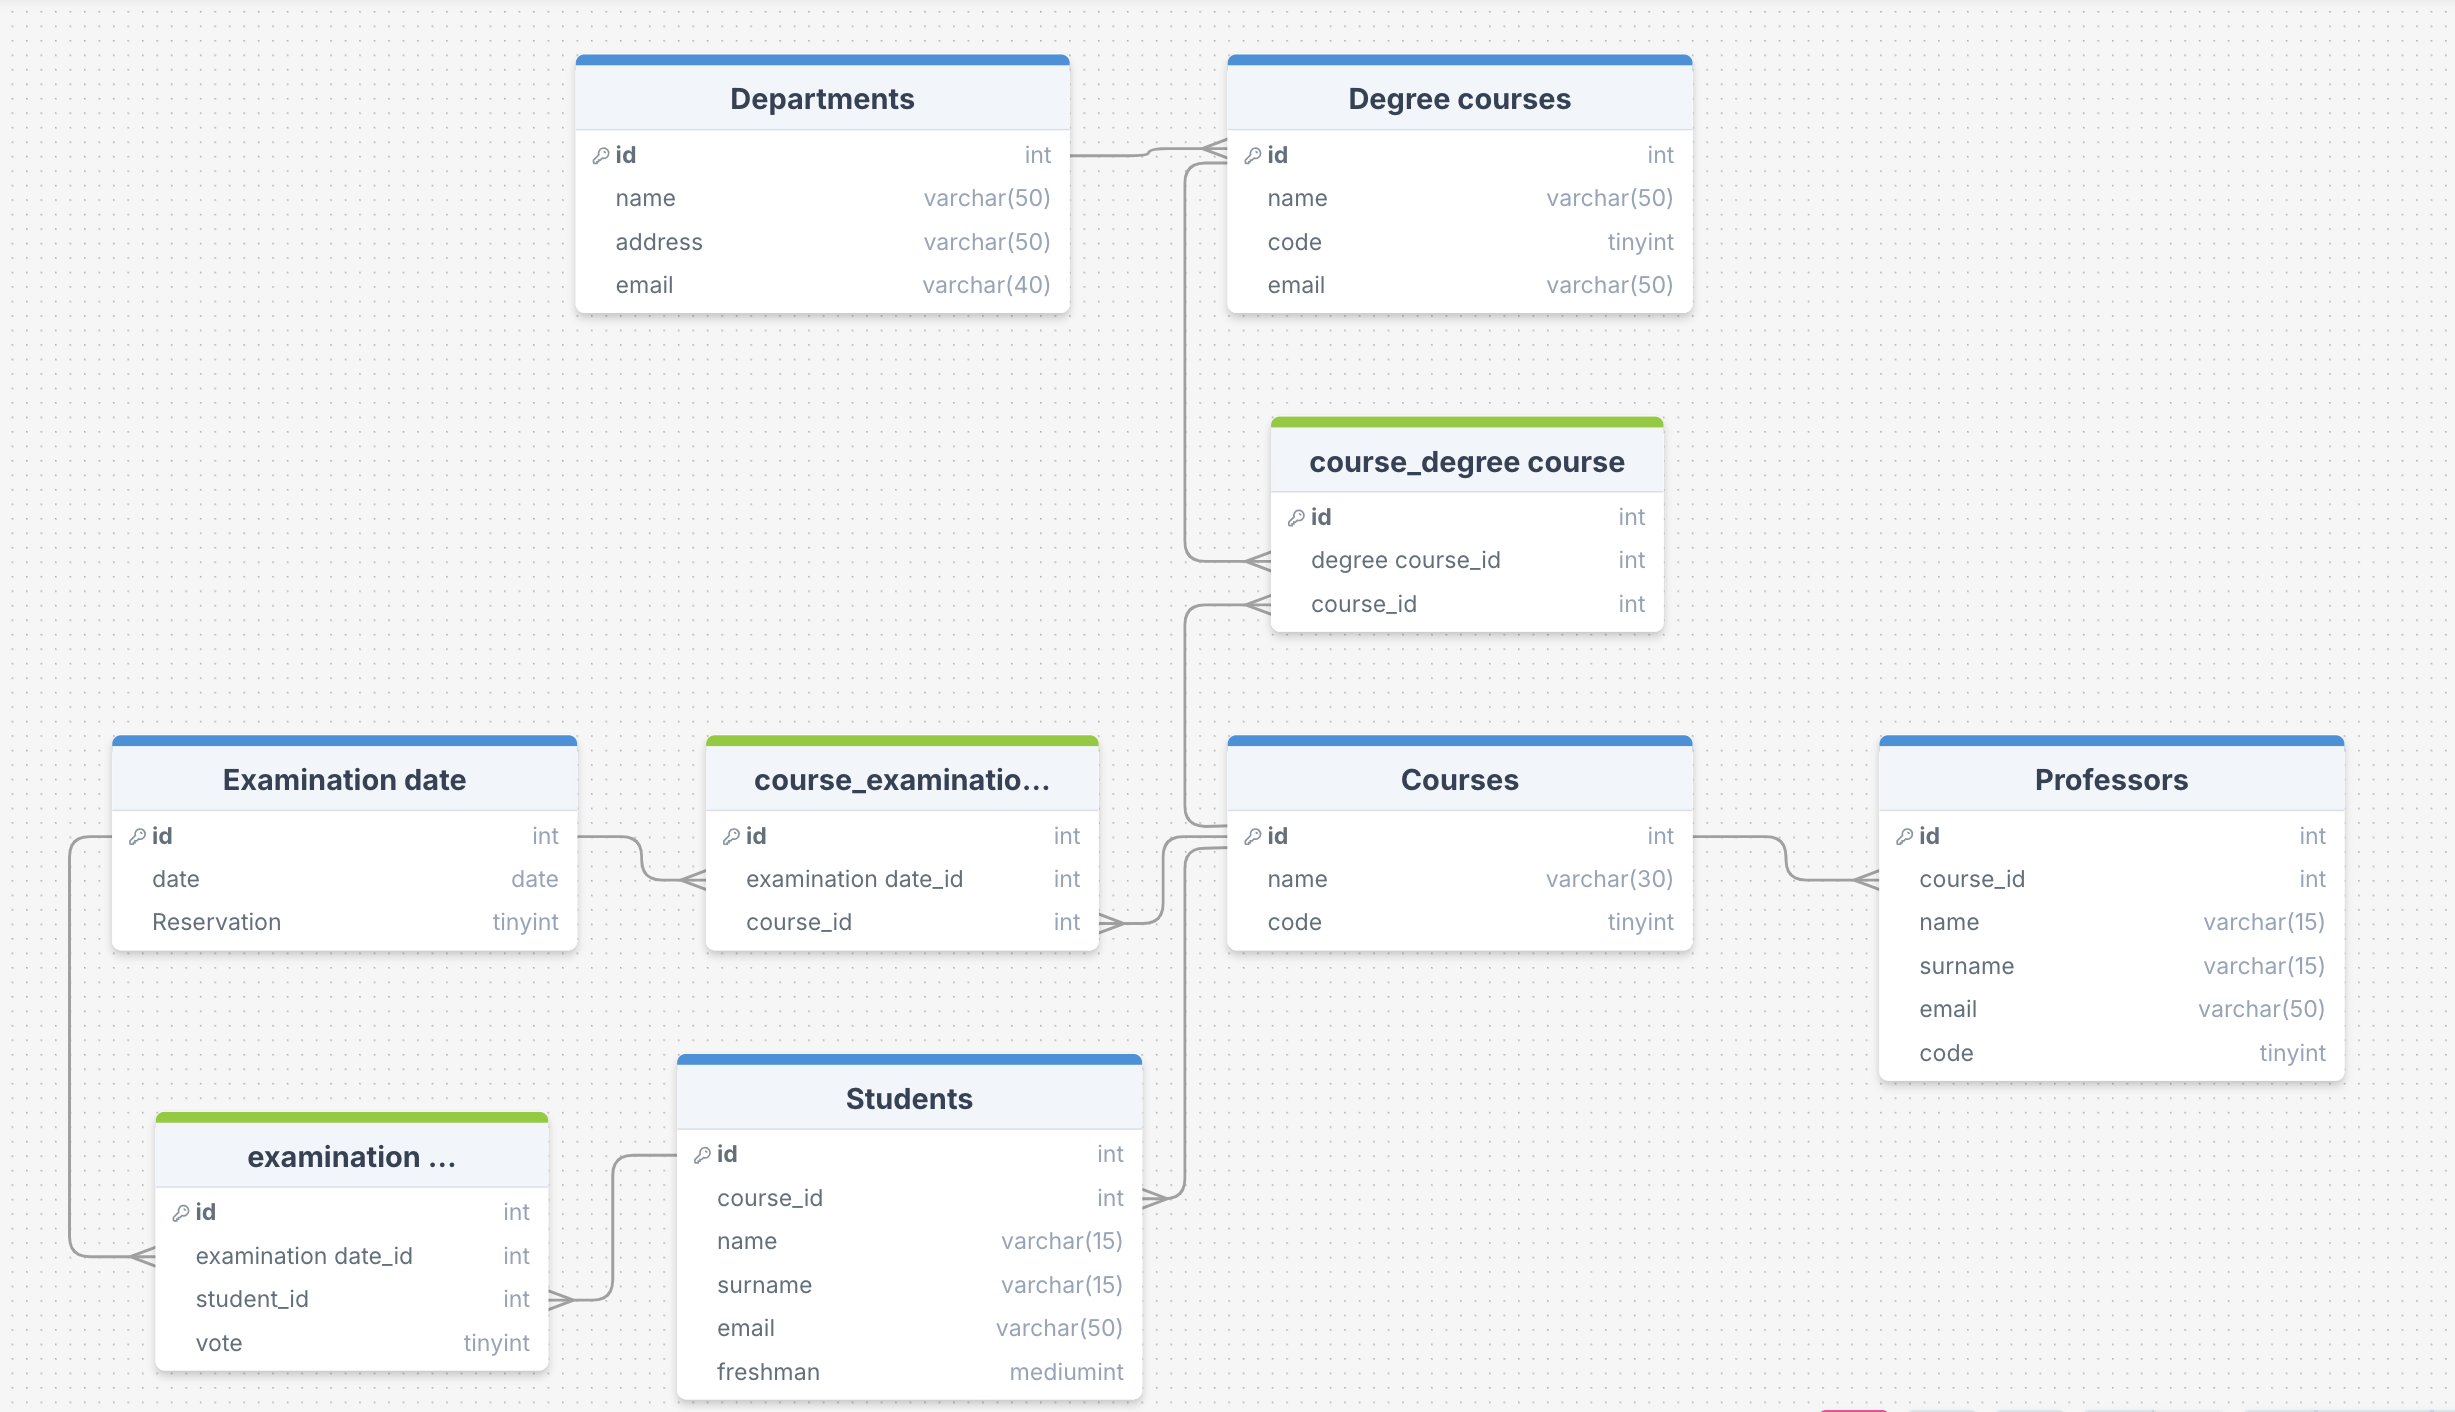 Departments
id int
name varchar(50)
address varchar(50)
email varchar(40)
Degree courses
id int
name varchar(50)
code tinyint
email varchar(50)
course_degree course
id int
degree course_id int
course_id int
Examination date
id int
date date
Reservation tinyint
course_examinatio...
id int
examination date_id int
course_id int
Courses
id int
name varchar(30)
code tinyint
Professors
id int
course_id int
name varchar(15)
surname varchar(15)
email varchar(50)
code tinyint
examination ...
id int
examination date_id int
student_id int
vote tinyint
Students
id int
course_id int
name varchar(15)
surname varchar(15)
email varchar(50)
freshman mediumint